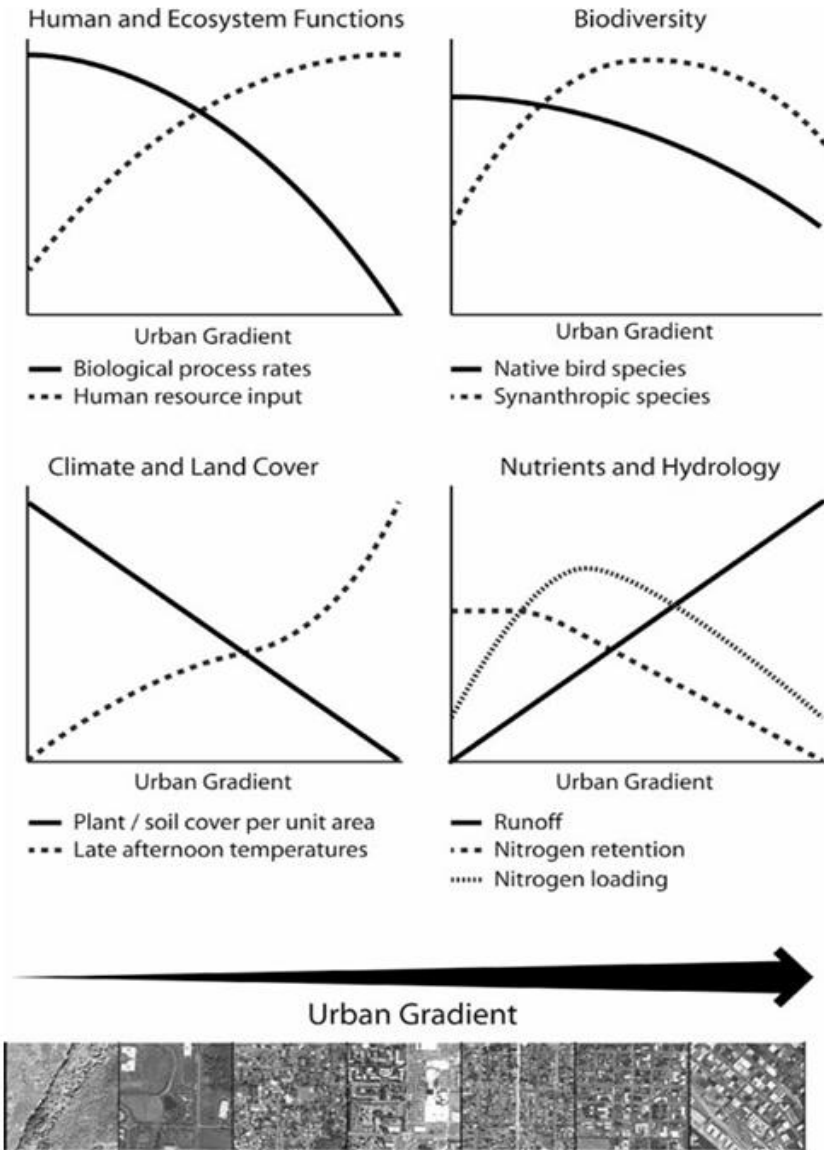 Human and Ecosystem Functions
Urban Gradient
Biological process rates
Human resource input
Biodiversity
Urban Gradient
Native bird species
Synanthropic species
Climate and Land Cover
Urban Gradient
Plant / soil cover per unit area
Late afternoon temperatures
Nutrients and Hydrology
Urban Gradient
Runoff
Nitrogen retention
Nitrogen loading
Urban Gradient